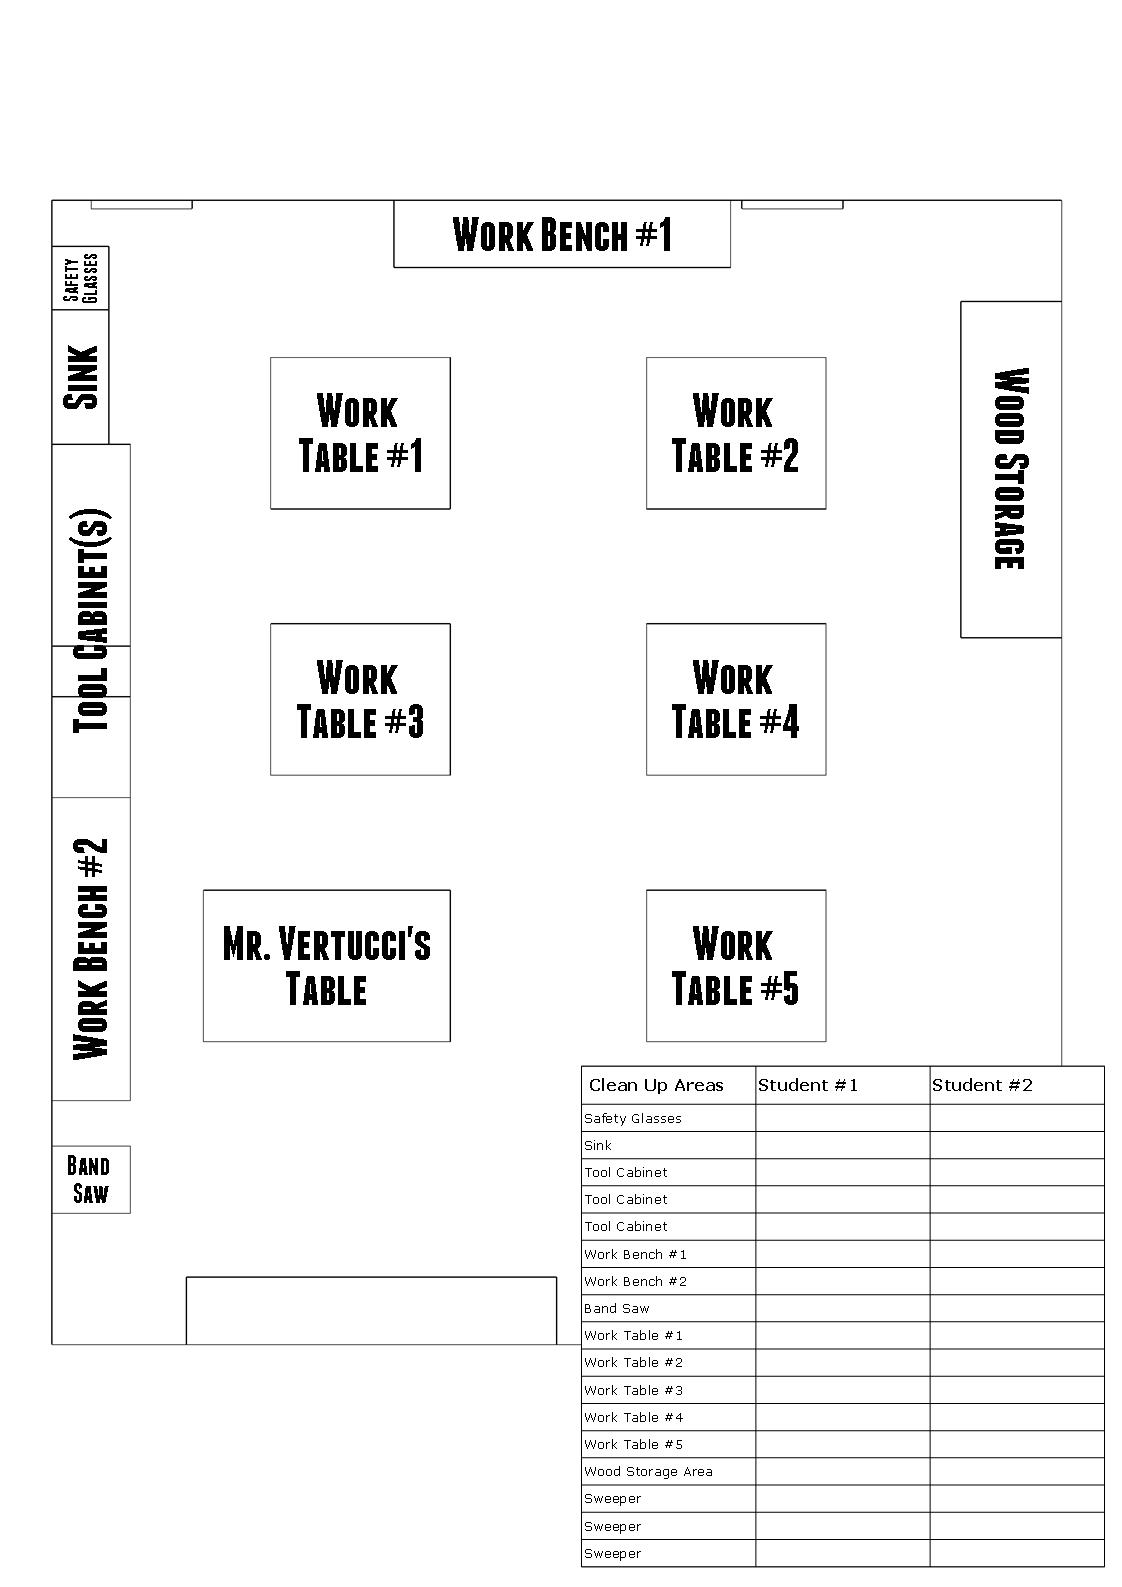 Work Bench #1
Safety
Glasses
Sink
Work
Table #1
Work
Table #2
Wood Storage
Tool Cabinet(s)
Work
Table #3
Work
Table #4
Work Bench #2
Mr. Vertucci's
Table
Work
Table #5
Band
Saw
Clean Up Areas Student #1 Student #2
Safety Glasses
Sink
Tool Cabinet
Tool Cabinet
Tool Cabinet
Work Bench #1
Work Bench #2
Band Saw
Work Table #1
Work Table #2
Work Table #3
Work Table #4
Work Table #5
Wood Storage Area
Sweeper
Sweeper
Sweeper